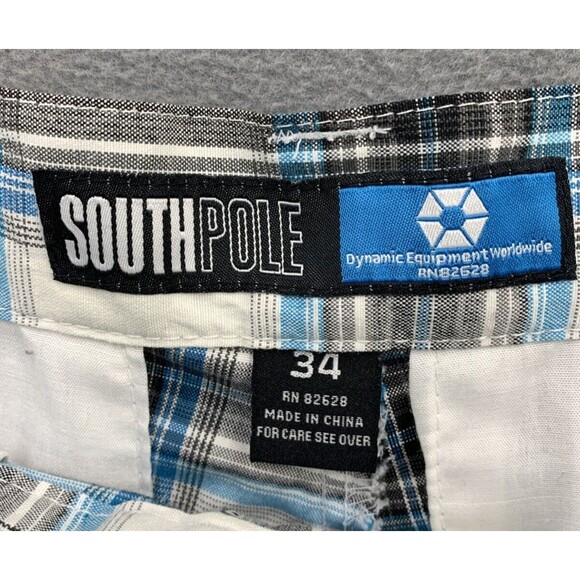 SOUTHPOLE
Dynamic Equipment Worldwide
RN:82628
34
RN 82628
MADE IN CHINA
FOR CARE SEE OVER